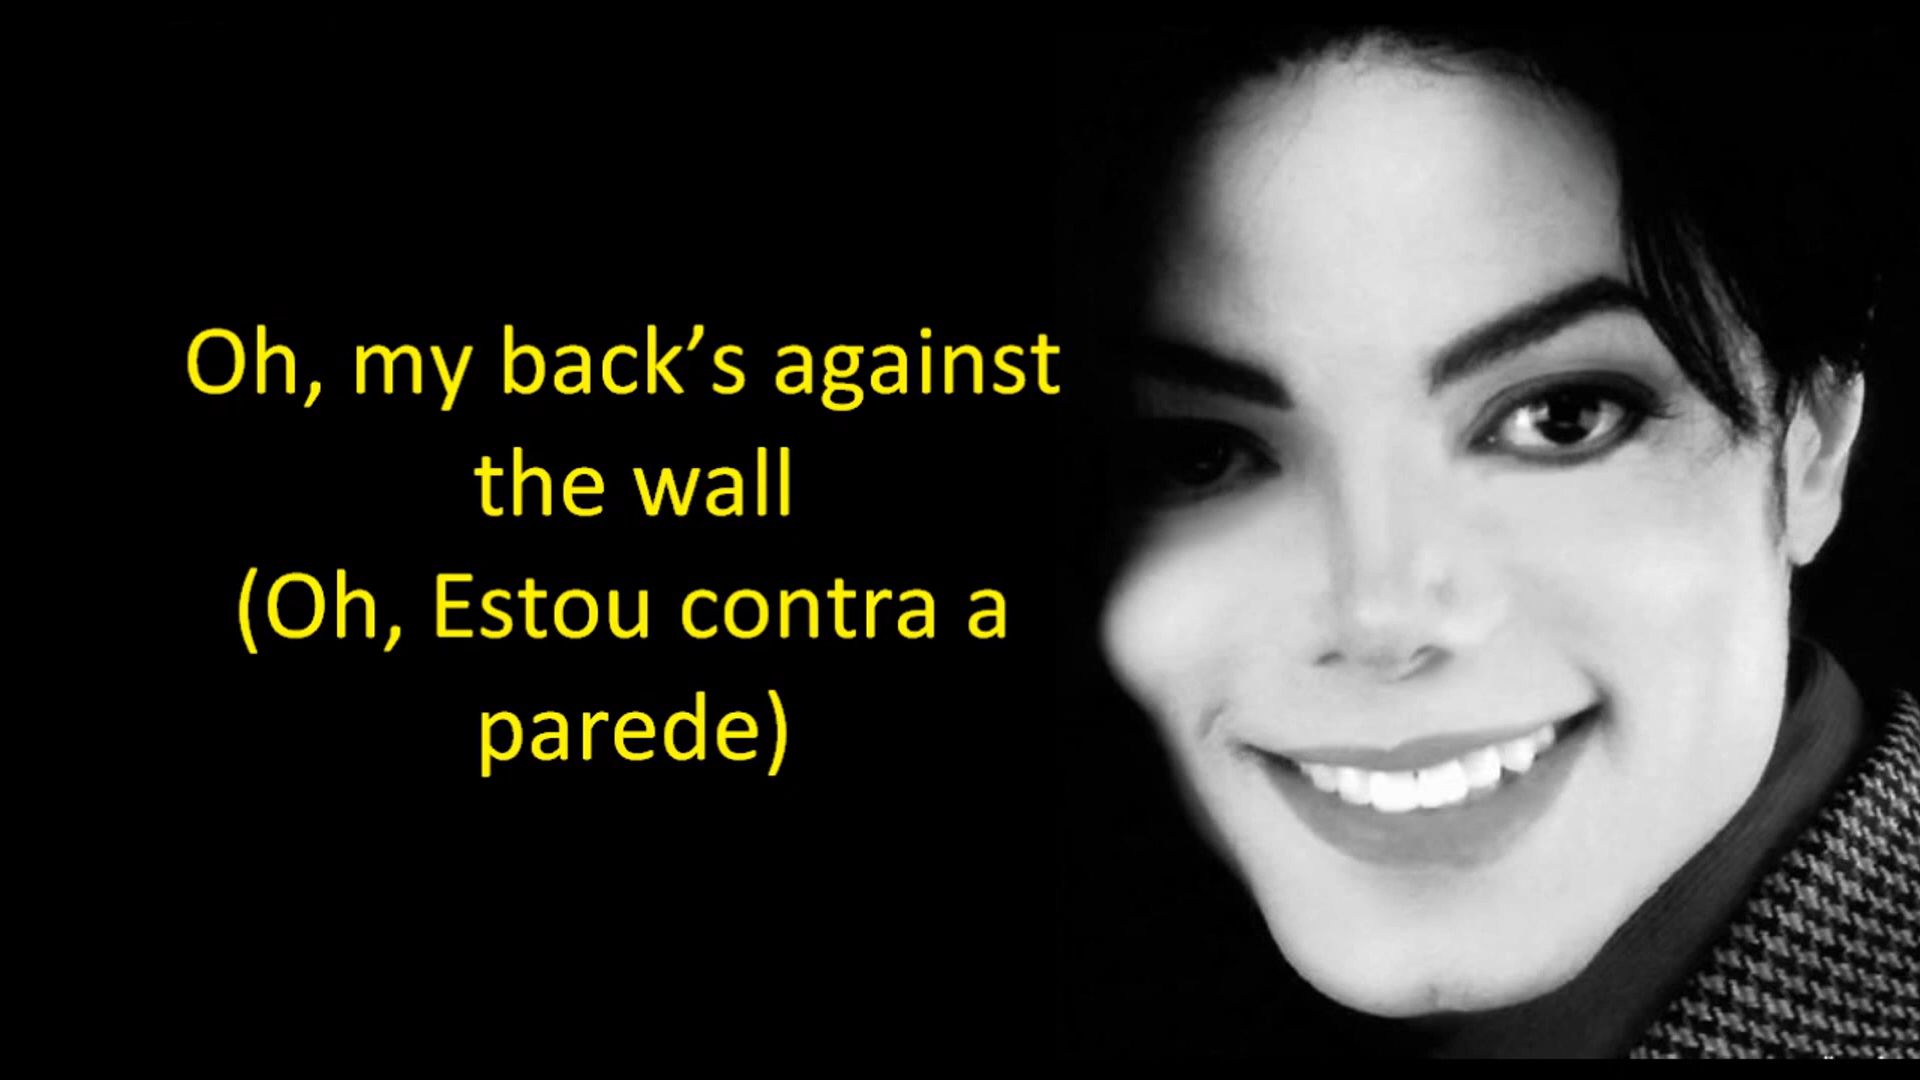 Oh, my back’s against
the wall
(Oh, Estou contra a
parede)